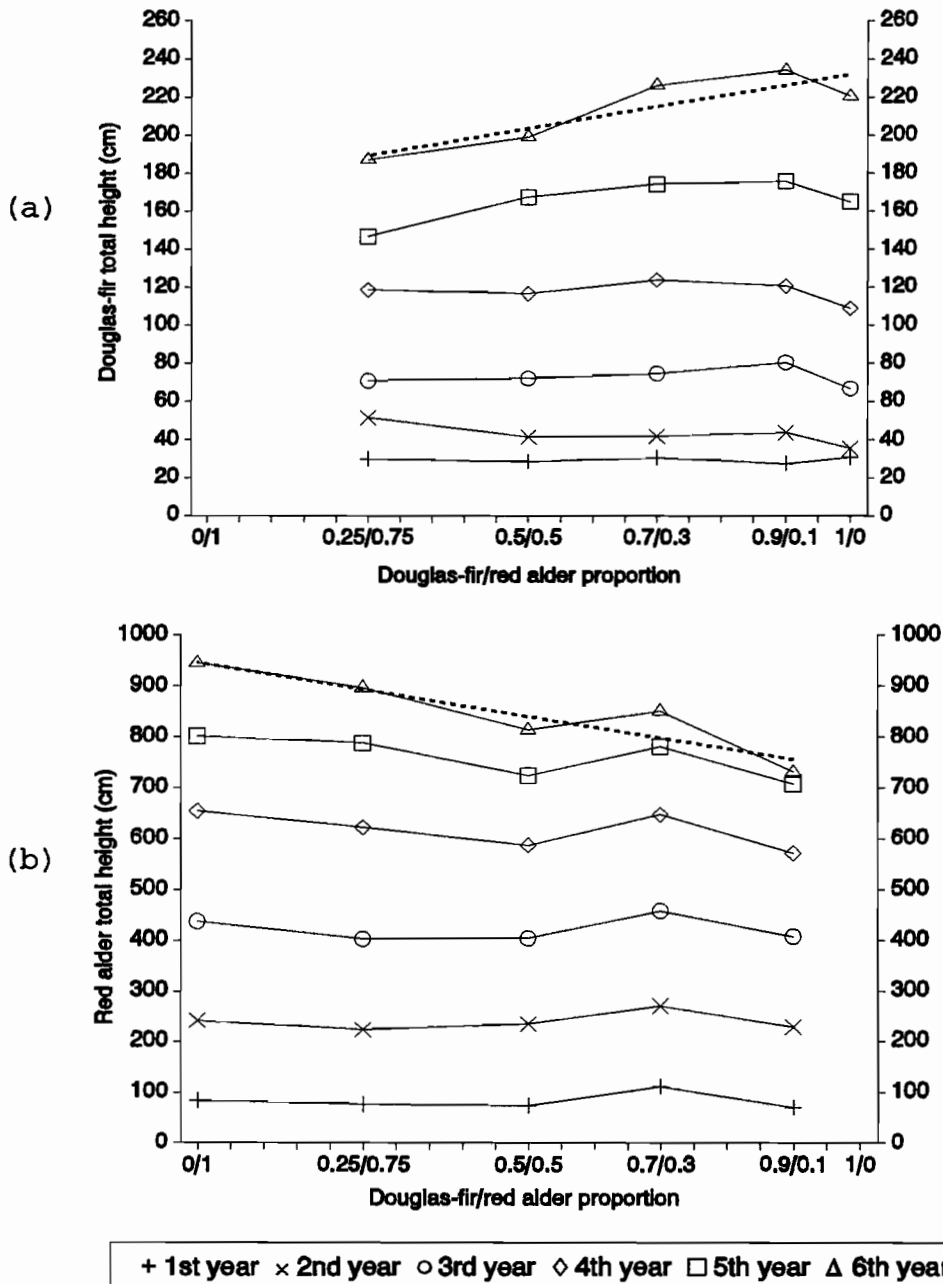 (a)
Douglas-fir total height (cm)
260 260
240 240
220 220
200 200
180 180
160 160
140 140
120 120
100 100
80 80
60 60
40 40
20 20
0 0
0/1 0.25/0.75 0.5/0.5 0.7/0.3 0.9/0.1 1/0
Douglas-fir/red alder proportion
(b)
Red alder total height (cm)
1000 1000
900 900
800 800
700 700
600 600
500 500
400 400
300 300
200 200
100 100
0 0
0/1 0.25/0.75 0.5/0.5 0.7/0.3 0.9/0.1 1/0
Douglas-fir/red alder proportion
+ 1st year × 2nd year ○ 3rd year ◇ 4th year □ 5th year △ 6th year